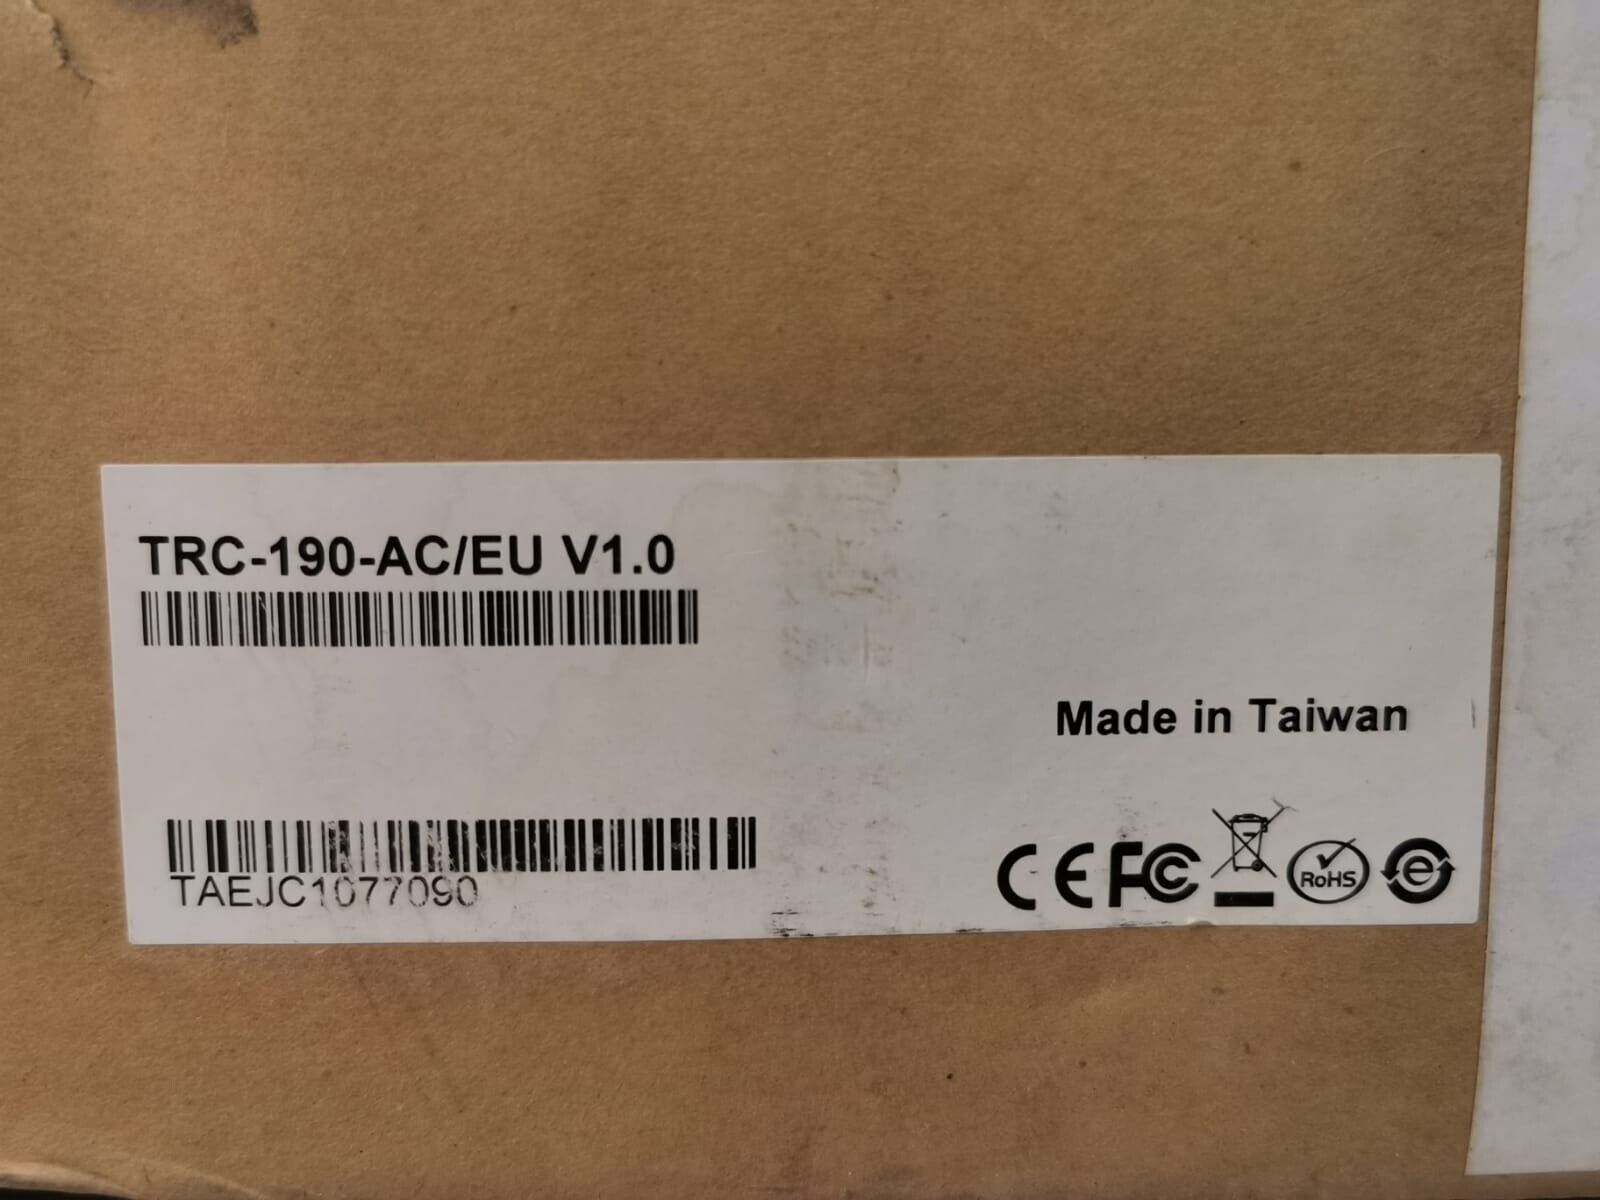 TRC-190-AC/EU V1.0
Made in Taiwan
TAEJC1077090
CE FC RoHS e